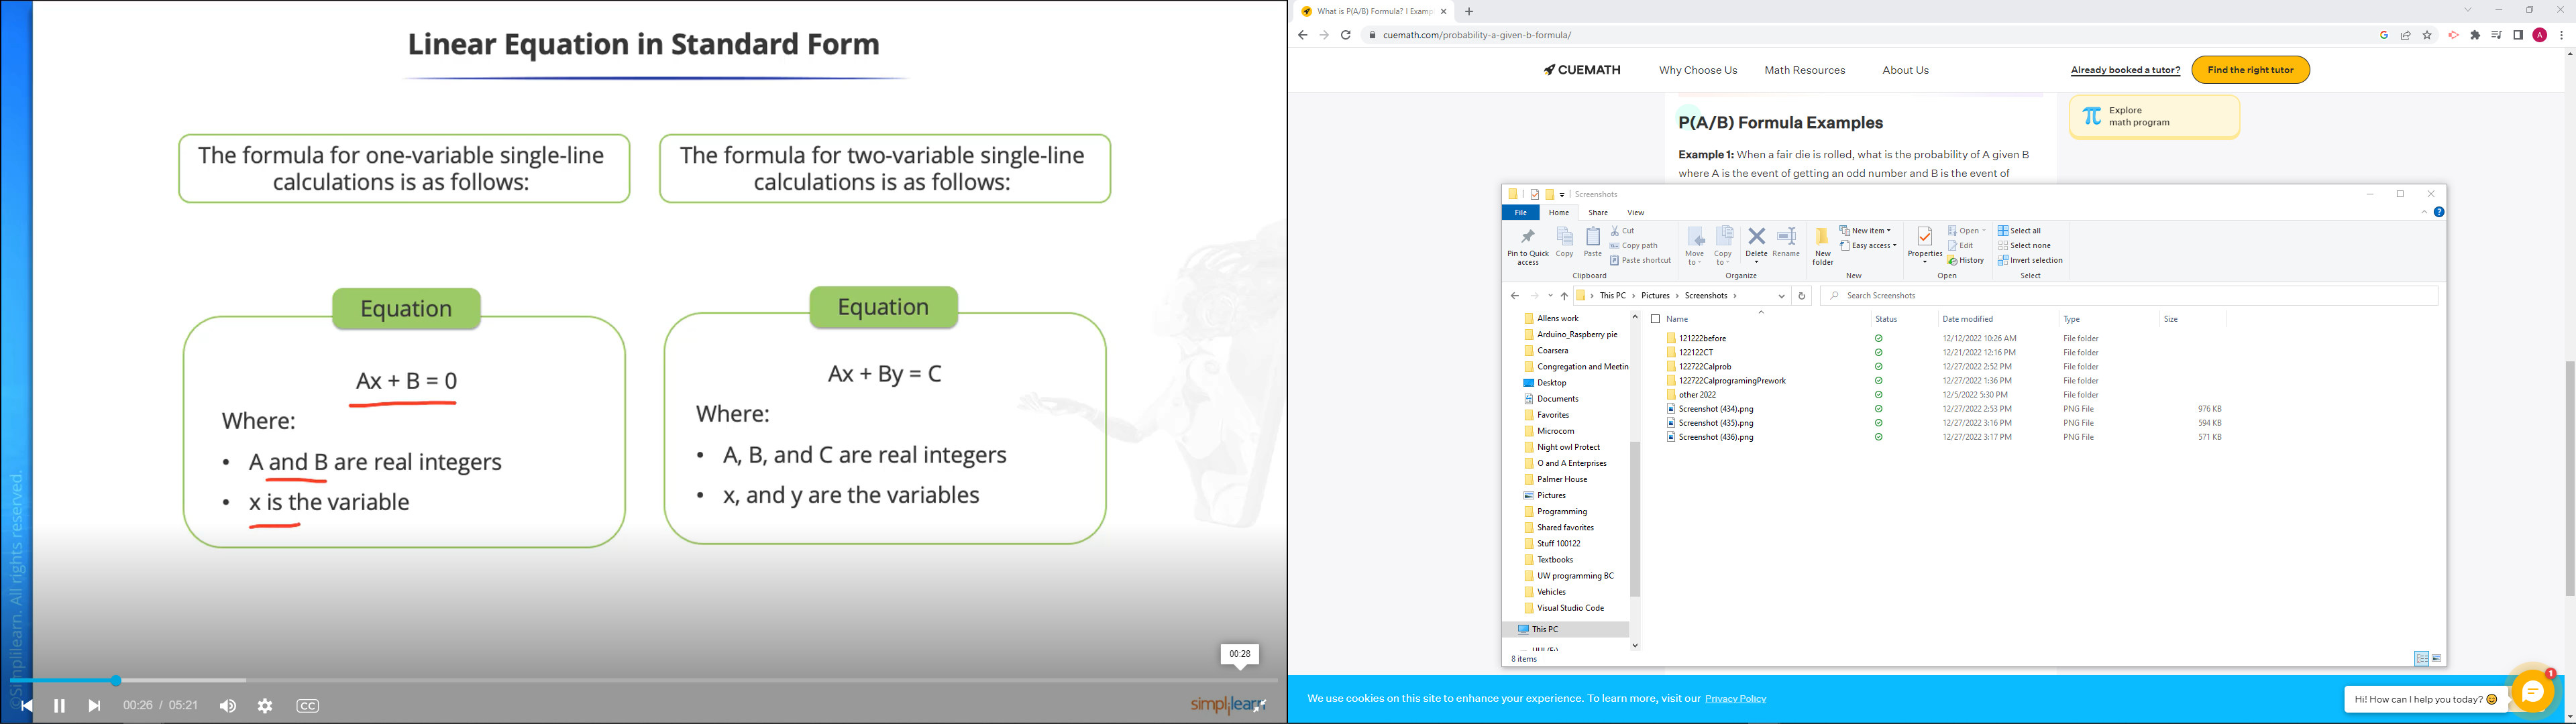 Linear Equation in Standard Form
The formula for one-variable single-line
calculations is as follows:
The formula for two-variable single-line
calculations is as follows:
Equation
Ax + B = 0
Where:
• A and B are real integers
• x is the variable
Equation
Ax + By = C
Where:
• A, B, and C are real integers
• x, and y are the variables
©Simplilearn. All rights reserved.
00:28
00:26 / 05:21
CC
simplilearn
What is P(A/B) Formula? I Examp
cuemath.com/probability-a-given-b-formula/
A
CUEMATH
Why Choose Us
Math Resources
About Us
Already booked a tutor?
Find the right tutor
Explore
math program
P(A/B) Formula Examples
Example 1: When a fair die is rolled, what is the probability of A given B
where A is the event of getting an odd number and B is the event of
Screenshots
File Home Share View
Pin to Quick
access
Copy
Paste
Cut
Copy path
Paste shortcut
Clipboard
Move
to
Copy
to
Delete
Rename
Organize
New
folder
New item
Easy access
New
Properties
Open
Edit
History
Open
Select all
Select none
Invert selection
Select
This PC › Pictures › Screenshots ›
Search Screenshots
Allens work
Arduino_Raspberry pie
Coarsera
Congregation and Meetin
Desktop
Documents
Favorites
Microcom
Night owl Protect
O and A Enterprises
Palmer House
Pictures
Programming
Shared favorites
Stuff 100122
Textbooks
UW programming BC
Vehicles
Visual Studio Code
This PC
Name Status Date modified Type Size
121222before 12/12/2022 10:26 AM File folder
122122CT 12/21/2022 12:16 PM File folder
122722Calprob 12/27/2022 2:52 PM File folder
122722CalprogramingPrework 12/27/2022 1:36 PM File folder
other 2022 12/5/2022 5:30 PM File folder
Screenshot (434).png 12/27/2022 2:53 PM PNG File 976 KB
Screenshot (435).png 12/27/2022 3:16 PM PNG File 594 KB
Screenshot (436).png 12/27/2022 3:17 PM PNG File 571 KB
8 items
We use cookies on this site to enhance your experience. To learn more, visit our Privacy Policy
Hi! How can I help you today? 😊
1